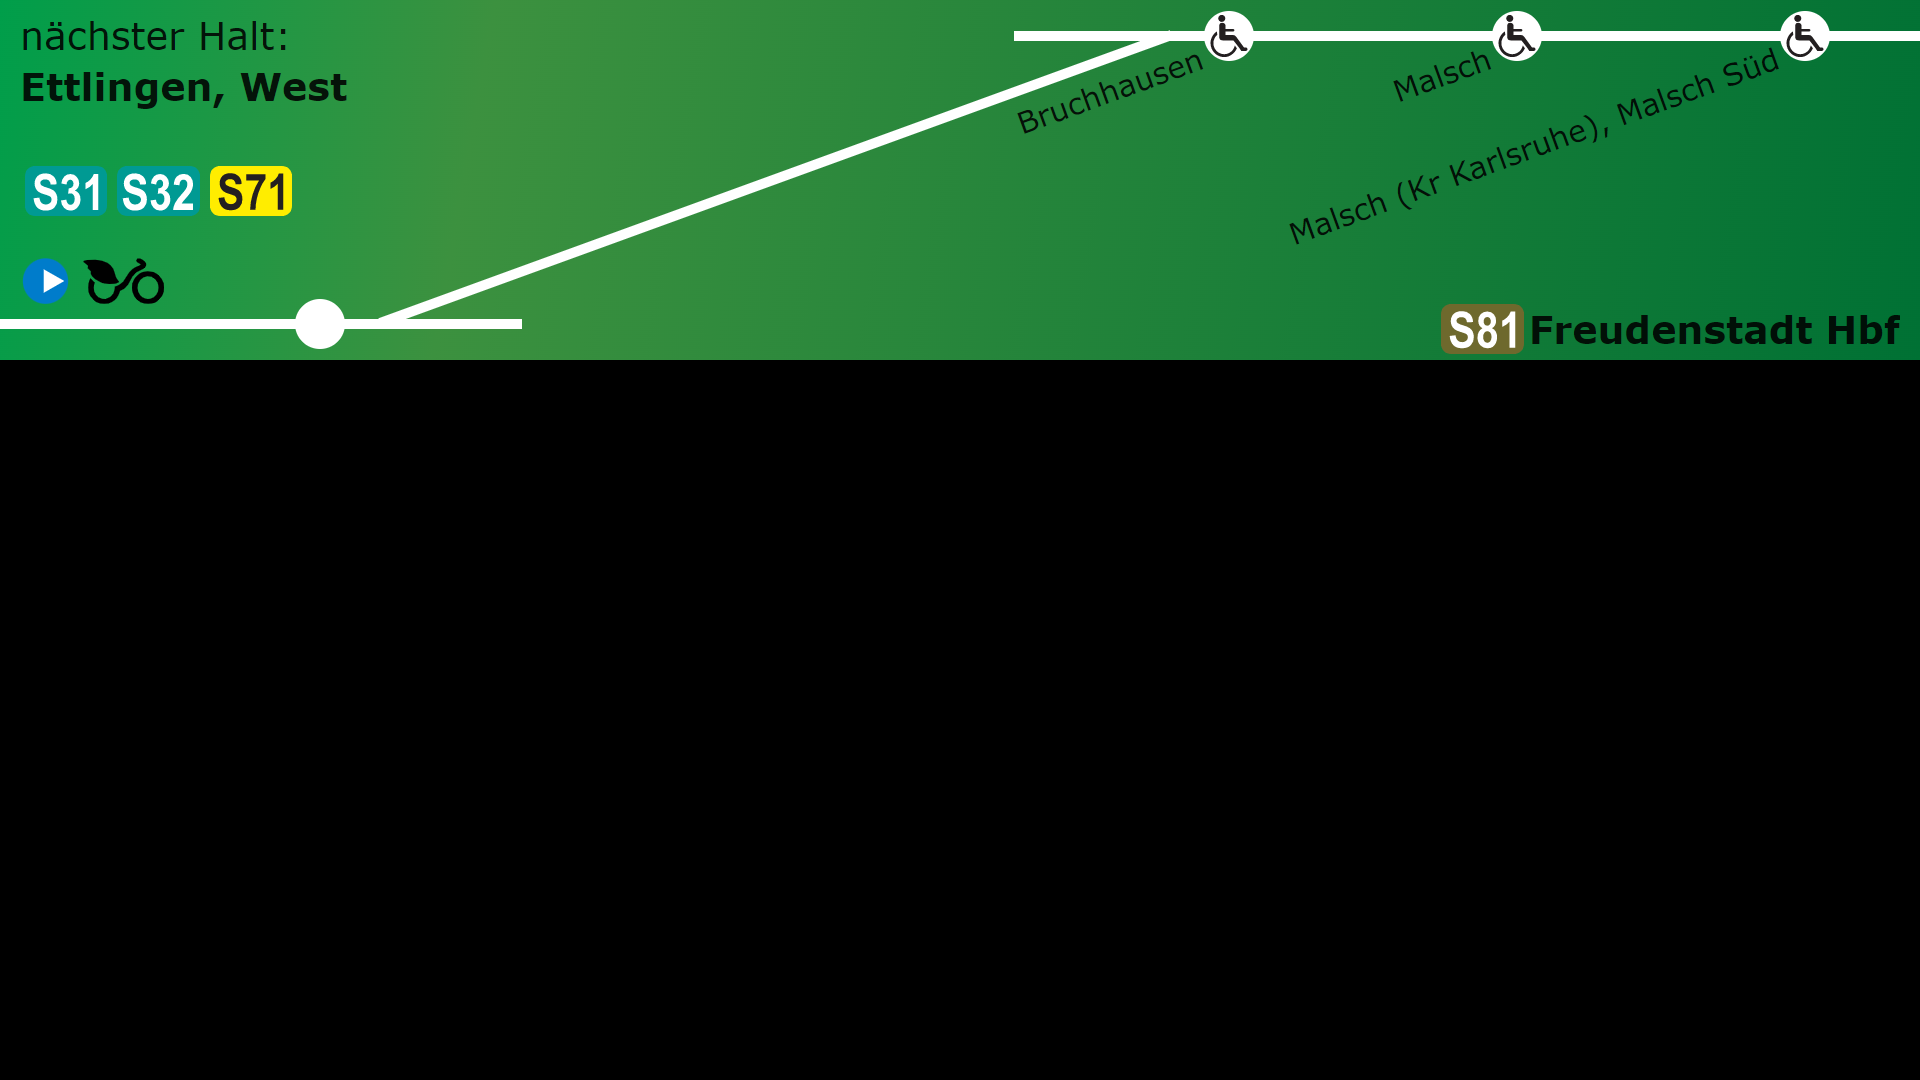 nächster Halt:
Ettlingen, West
S31 S32 S71
Bruchhausen
Malsch
Malsch (Kr Karlsruhe), Malsch Süd
S81 Freudenstadt Hbf